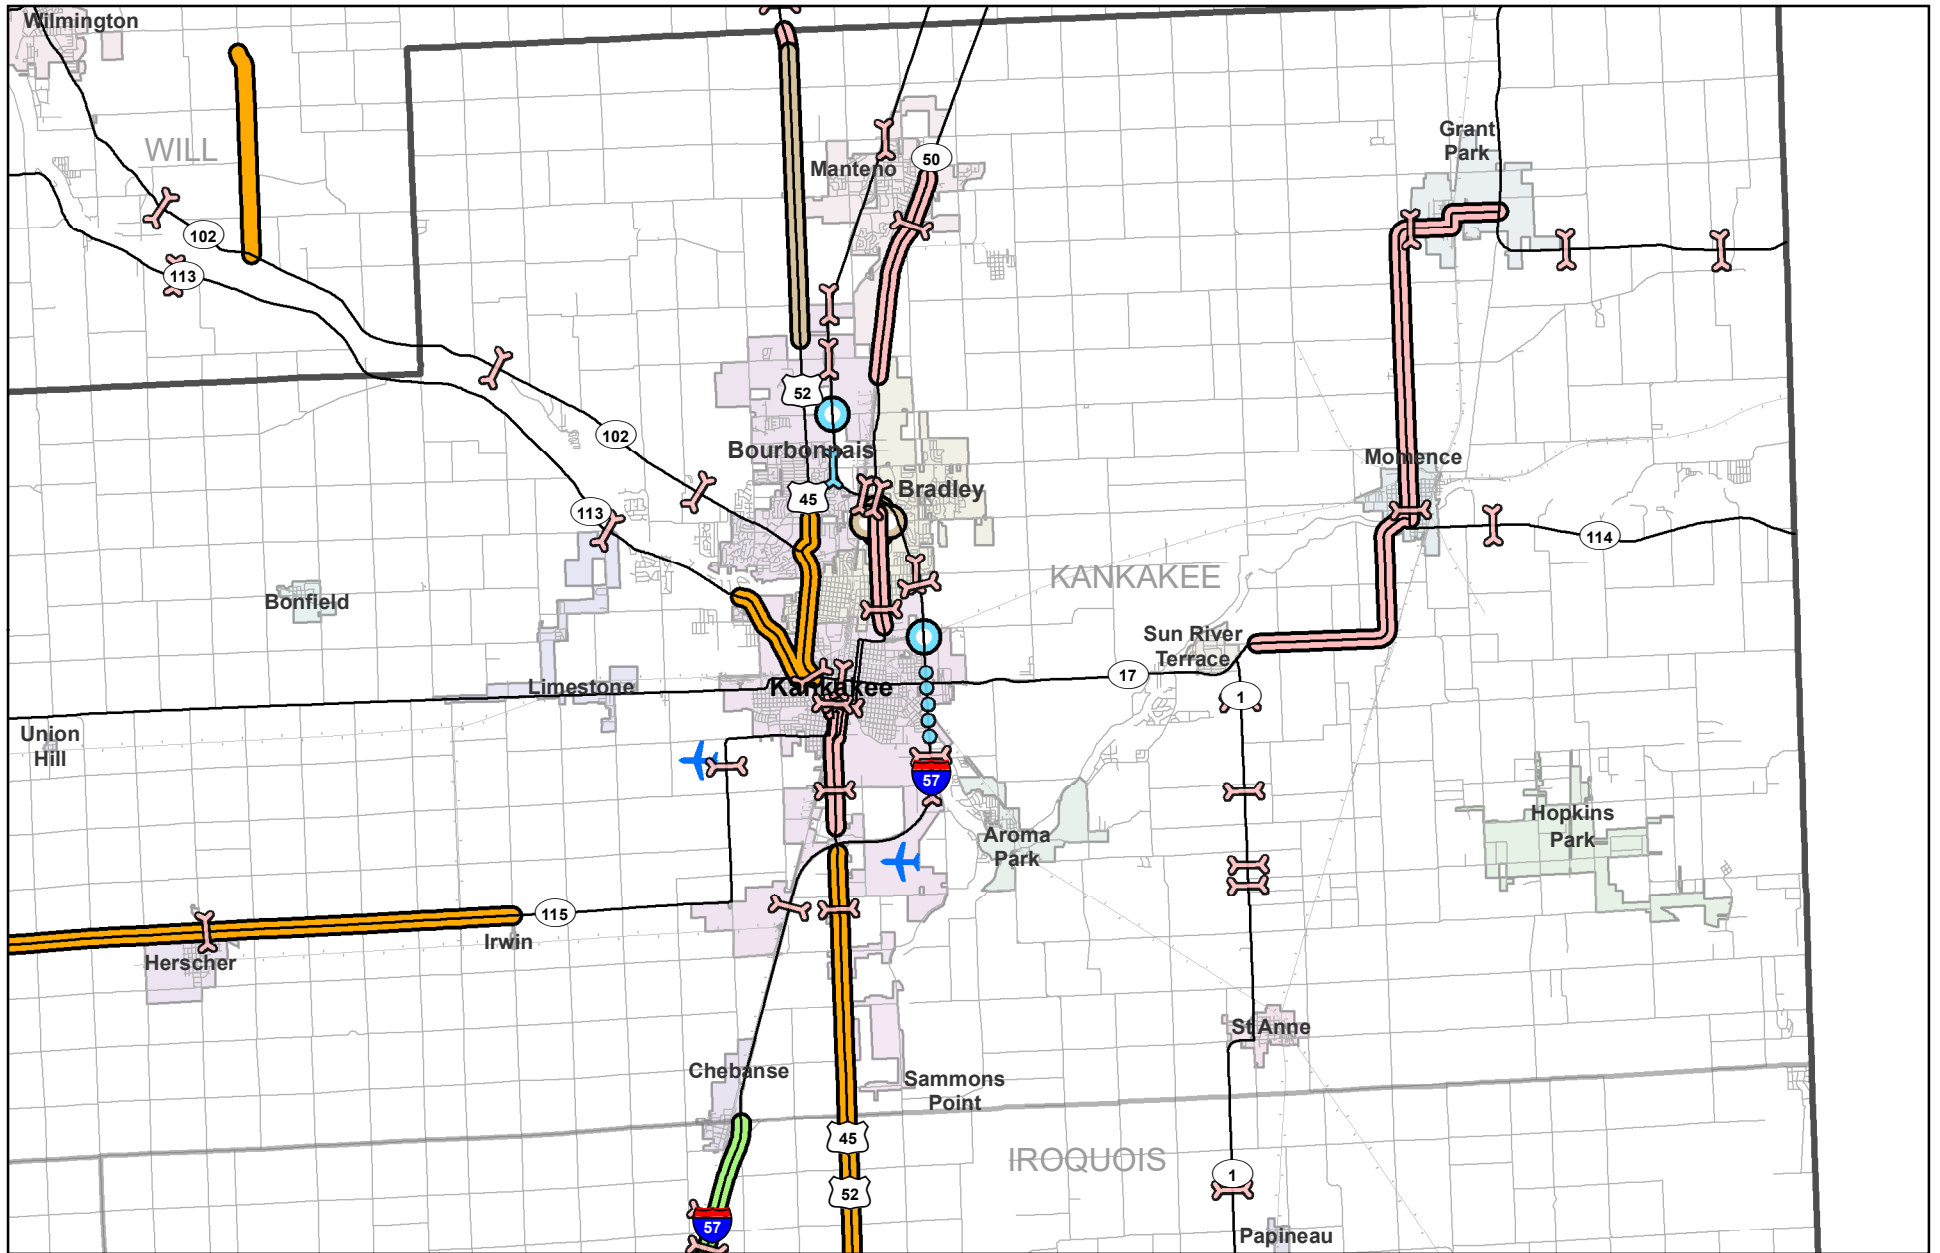 Wilmington
WILL
Grant
Park
50
Manteno
102
113
52
102
Bourbonnais
Momence
45
Bradley
113
114
KANKAKEE
Bonfield
Sun River
Terrace
17
Limestone
Kankakee
1
Union
Hill
57
Hopkins
Park
Aroma
Park
115
Irwin
Herscher
St Anne
Chebanse
Sammons
Point
45
IROQUOIS
1
52
57
Papineau